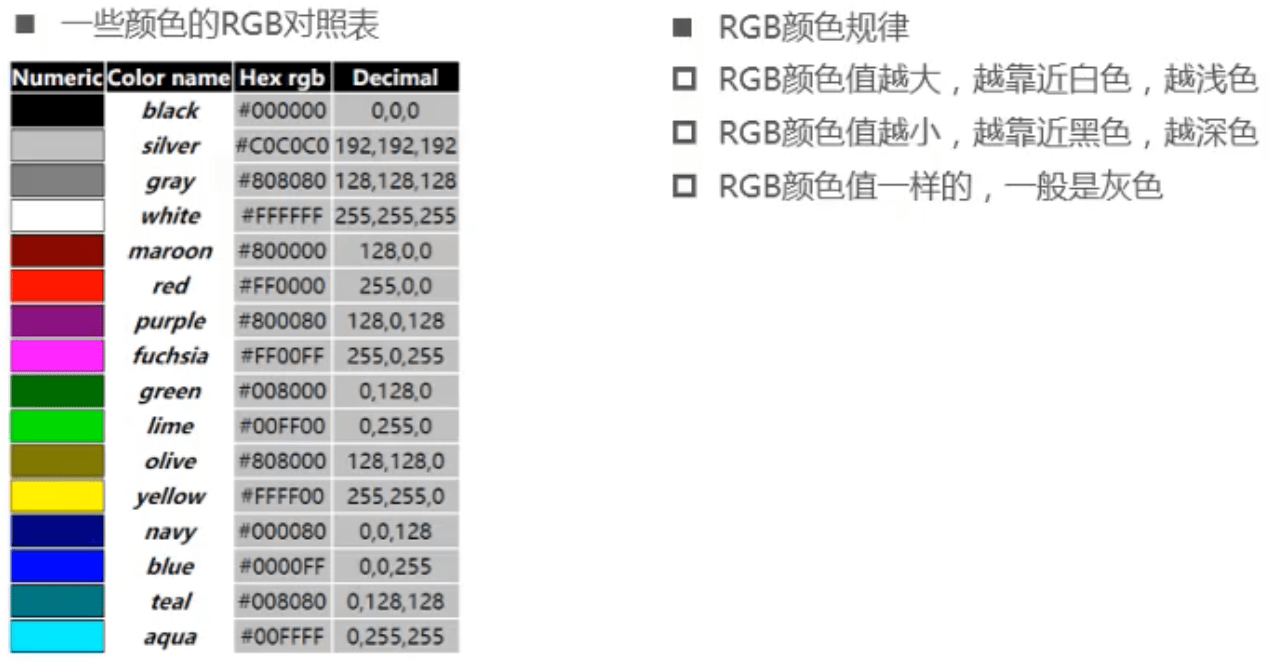 一些颜色的RGB对照表
Numeric Color name Hex rgb Decimal
black #000000 0,0,0
silver #C0C0C0 192,192,192
gray #808080 128,128,128
white #FFFFFF 255,255,255
maroon #800000 128,0,0
red #FF0000 255,0,0
purple #800080 128,0,128
fuchsia #FF00FF 255,0,255
green #008000 0,128,0
lime #00FF00 0,255,0
olive #808000 128,128,0
yellow #FFFF00 255,255,0
navy #000080 0,0,128
blue #0000FF 0,0,255
teal #008080 0,128,128
aqua #00FFFF 0,255,255
RGB颜色规律
RGB颜色值越大，越靠近白色，越浅色
RGB颜色值越小，越靠近黑色，越深色
RGB颜色值一样的，一般是灰色